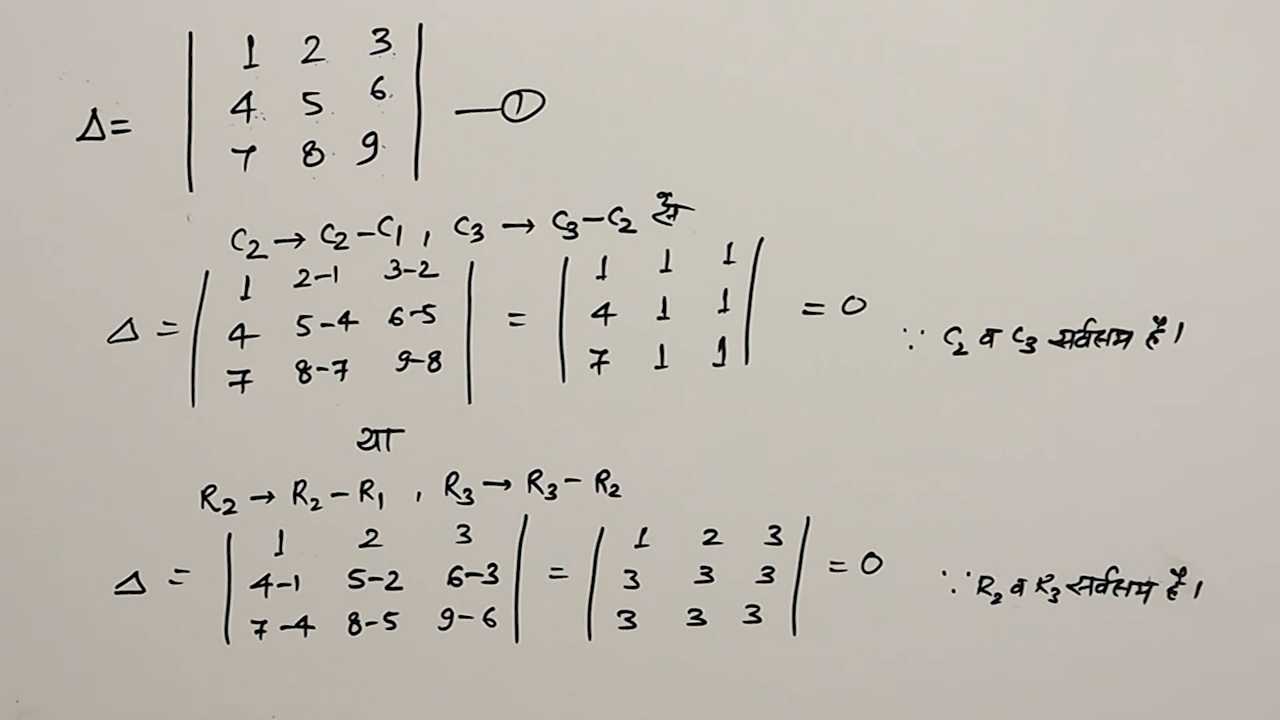 1 2 3
Δ= 4 5 6 —①
7 8 9
C₂→C₂-C₁, C₃→C₃-C₂ से
1 2-1 3-2 1 1 1
Δ = 4 5-4 6-5 = 4 1 1 = 0 ∵ C₂ व C₃ सर्वसम है।
7 8-7 9-8 7 1 1
या
R₂→R₂-R₁, R₃→R₃-R₂
1 2 3 1 2 3
Δ = 4-1 5-2 6-3 = 3 3 3 = 0 ∵ R₂ व R₃ सर्वसम है।
7-4 8-5 9-6 3 3 3